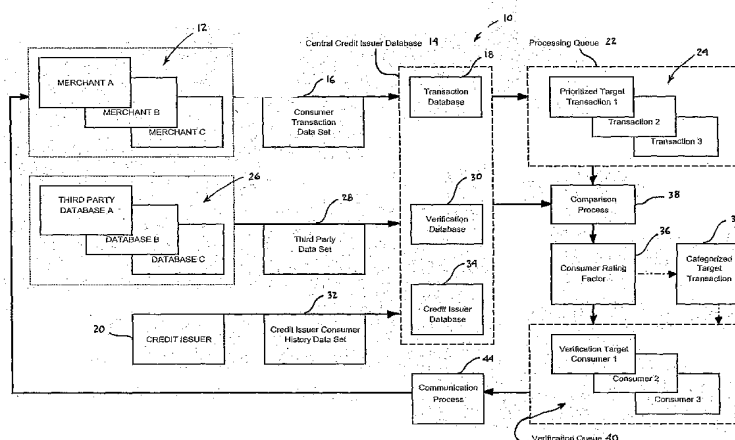 10
Central Credit Issuer Database 14
Processing Queue 22
12
MERCHANT A
MERCHANT B
MERCHANT C
16
Consumer
Transaction
Data Set
18
Transaction
Database
24
Prioritized Target
Transaction 1
Transaction 2
Transaction 3
26
THIRD PARTY
DATABASE A
DATABASE B
DATABASE C
28
Third Party
Data Set
30
Verification
Database
38
Comparison
Process
36
Consumer Rating
Factor
Categorized
Target
Transaction
34
Credit Issuer
Database
20
CREDIT ISSUER
32
Credit Issuer Consumer
History Data Set
44
Communication
Process
Verification Target
Consumer 1
Consumer 2
Consumer 3
Verification Queue 40